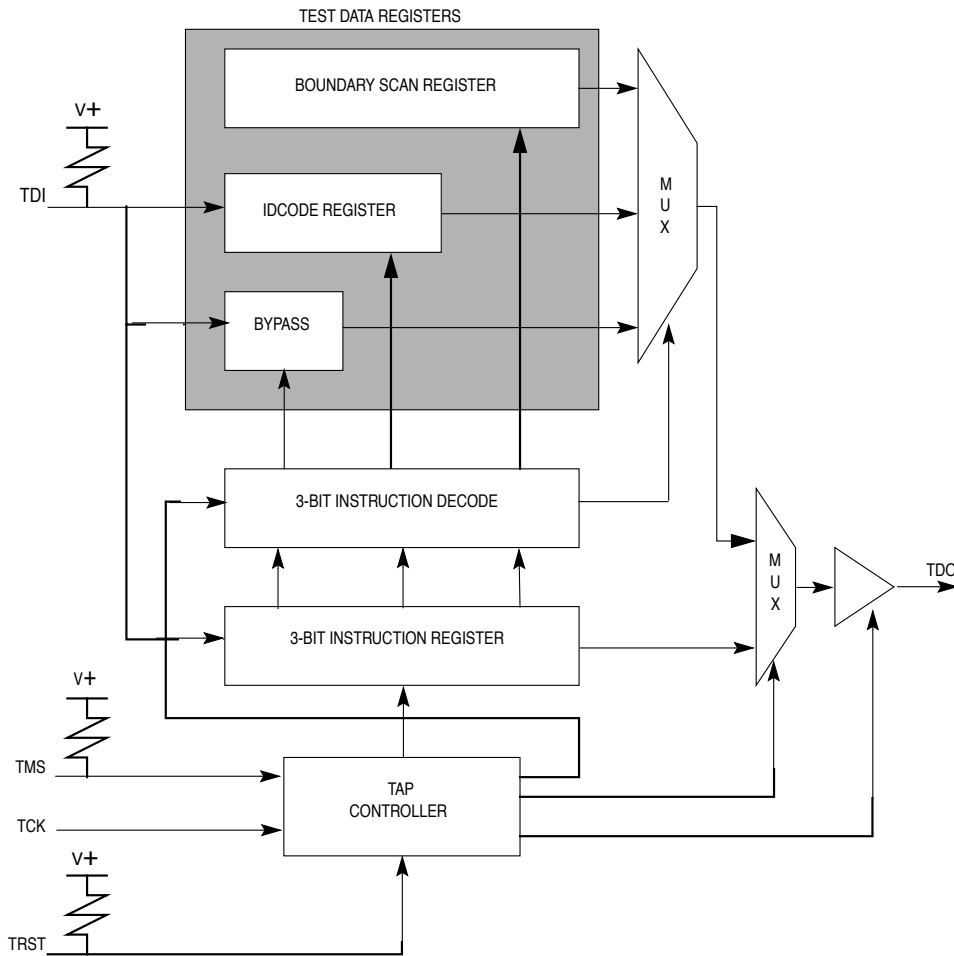 TEST DATA REGISTERS
BOUNDARY SCAN REGISTER
V+
TDI
IDCODE REGISTER
M
U
X
BYPASS
3-BIT INSTRUCTION DECODE
M
U
X
TDO
3-BIT INSTRUCTION REGISTER
V+
TMS
TAP
CONTROLLER
TCK
V+
TRST